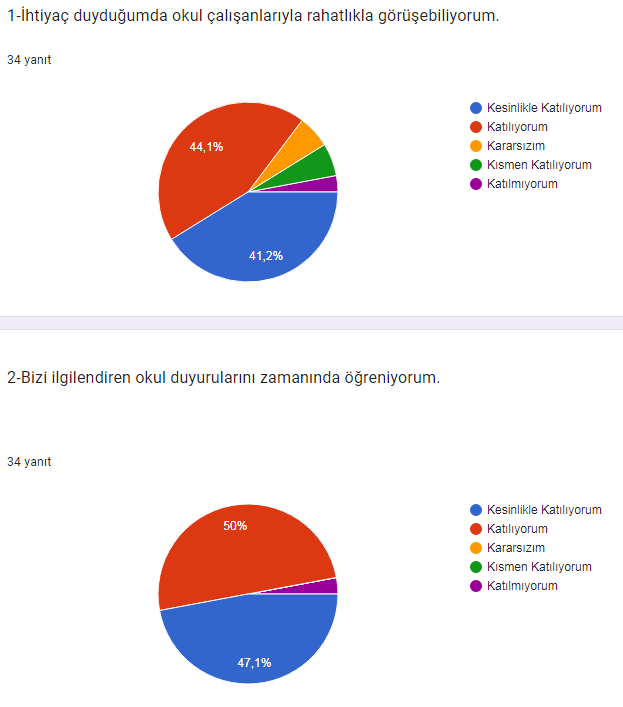 1-İhtiyaç duyduğumda okul çalışanlarıyla rahatlıkla görüşebiliyorum.
34 yanıt
44,1%
41,2%
Kesinlikle Katılıyorum
Katılıyorum
Kararsızım
Kısmen Katılıyorum
Katılmıyorum
2-Bizi ilgilendiren okul duyurularını zamanında öğreniyorum.
34 yanıt
50%
47,1%
Kesinlikle Katılıyorum
Katılıyorum
Kararsızım
Kısmen Katılıyorum
Katılmıyorum